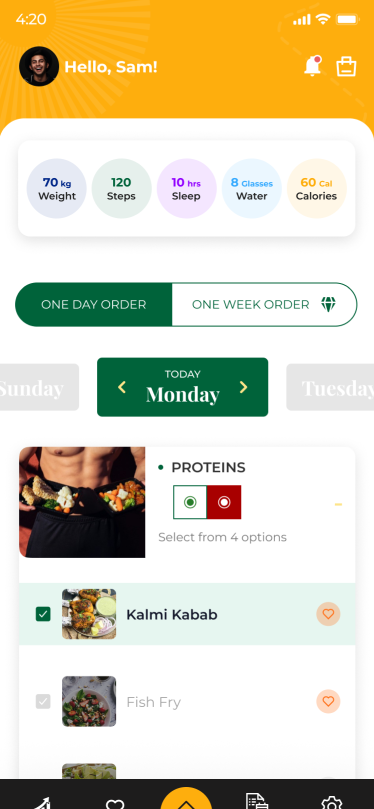 4:20
Hello, Sam!
70 kg
Weight
120
Steps
10 hrs
Sleep
8 Glasses
Water
60 Cal
Calories
ONE DAY ORDER
ONE WEEK ORDER
Sunday
TODAY
Monday
Tuesday
PROTEINS
Select from 4 options
Kalmi Kabab
Fish Fry